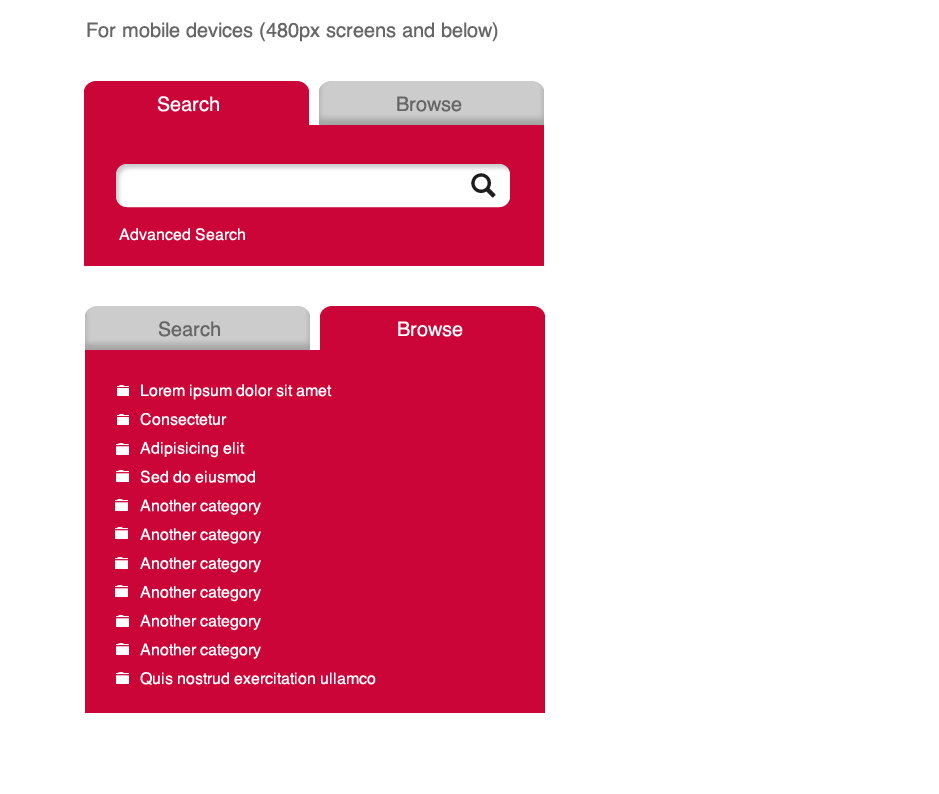 For mobile devices (480px screens and below)
Search Browse
Advanced Search
Search Browse
Lorem ipsum dolor sit amet
Consectetur
Adipisicing elit
Sed do eiusmod
Another category
Another category
Another category
Another category
Another category
Another category
Quis nostrud exercitation ullamco